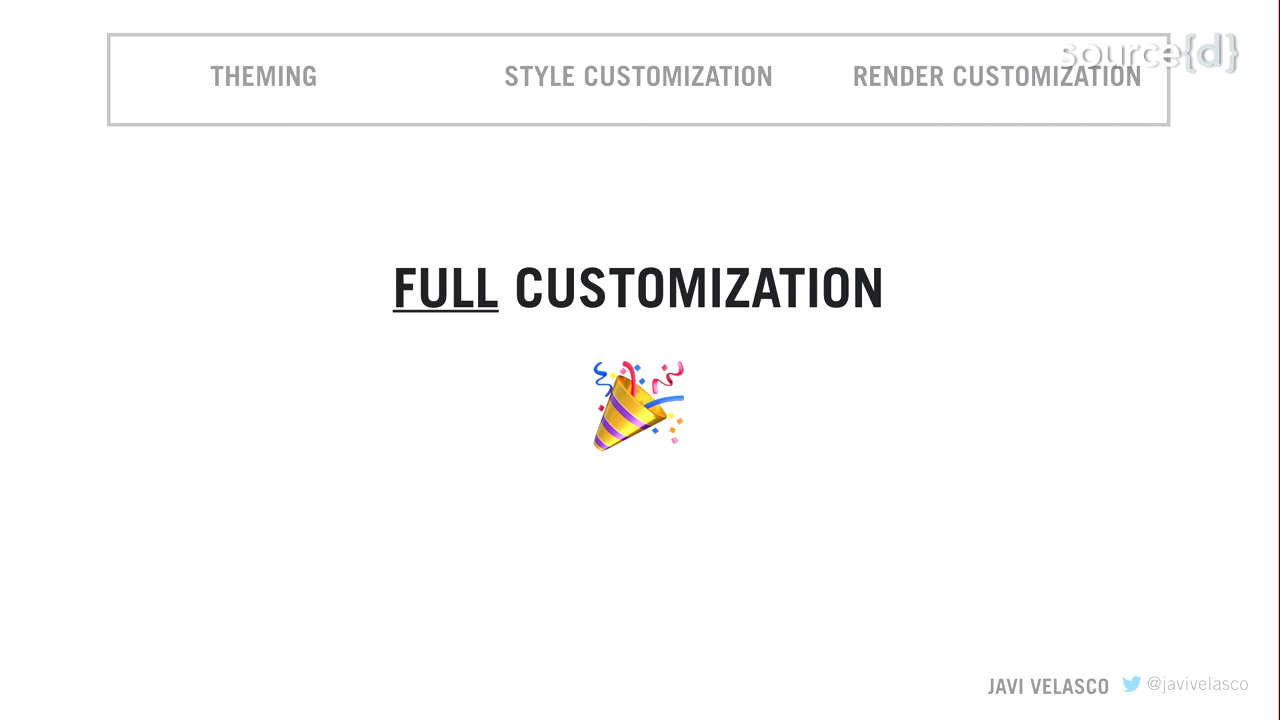 THEMING
STYLE CUSTOMIZATION
RENDER CUSTOMIZATION
source{d}
FULL CUSTOMIZATION
JAVI VELASCO
@javivelasco